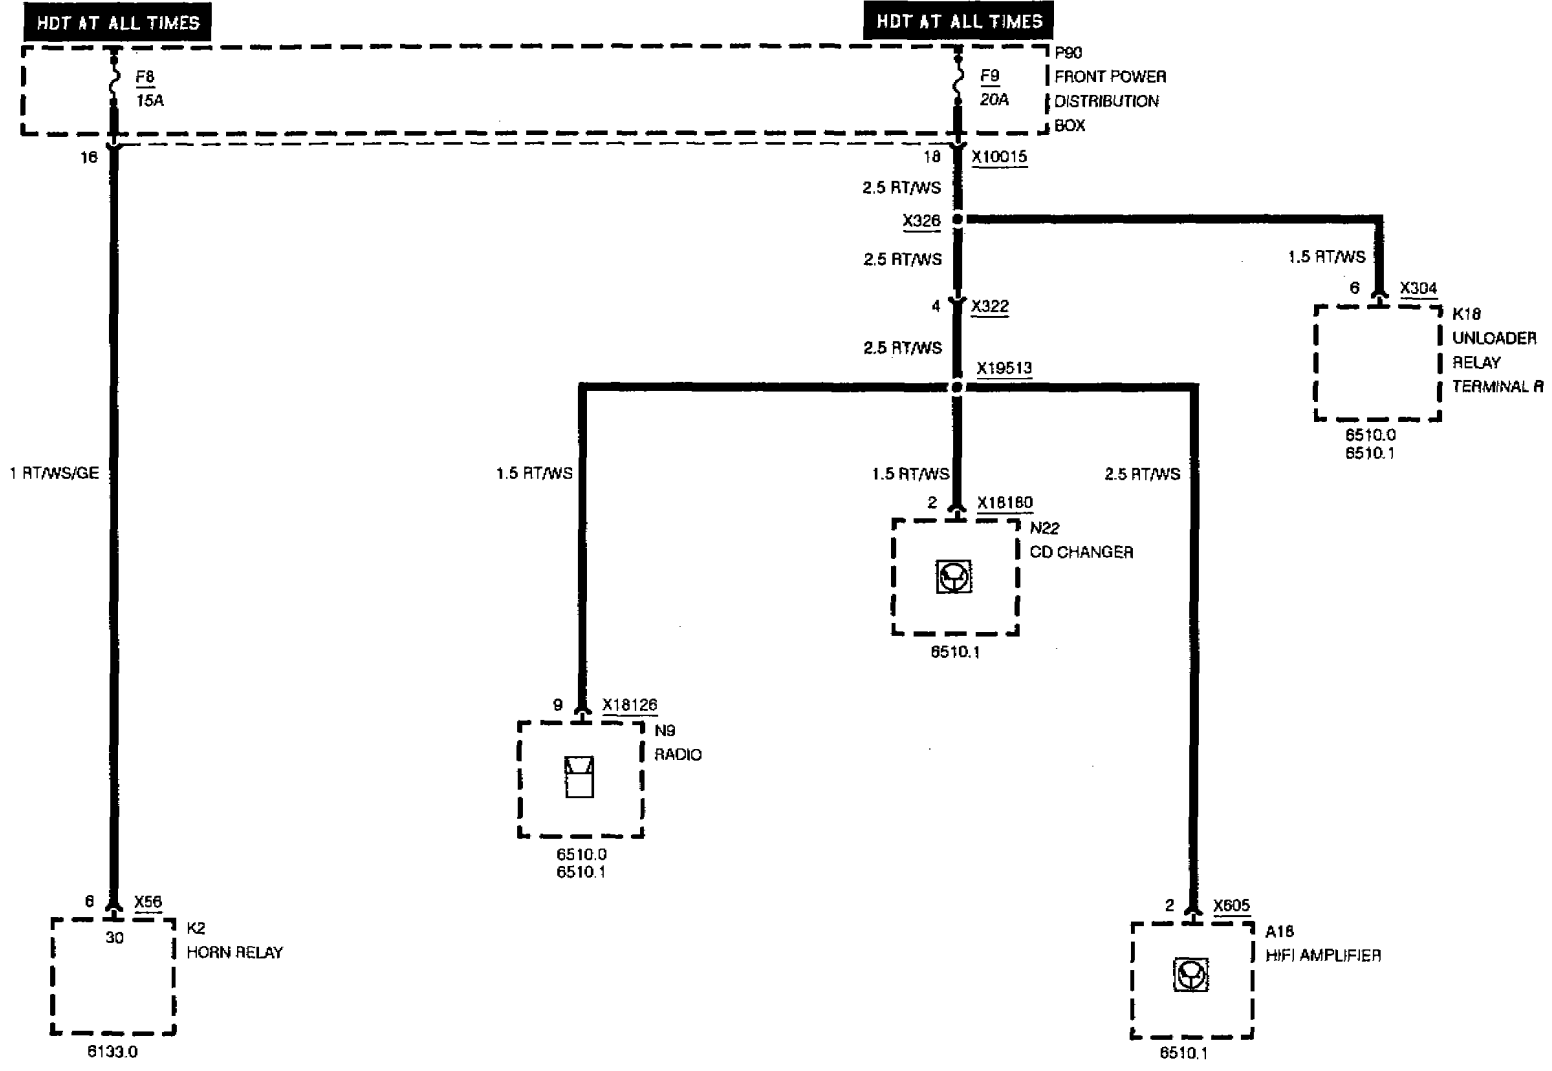 HOT AT ALL TIMES
HOT AT ALL TIMES
F8
15A
F9
20A
P90
FRONT POWER
DISTRIBUTION
BOX
16
18 X10015
2.5 RT/WS
X326
2.5 RT/WS
1.5 RT/WS
6 X304
4 X322
K18
UNLOADER
RELAY
TERMINAL R
2.5 RT/WS
X19513
6510.0
6510.1
1 RT/WS/GE
1.5 RT/WS
1.5 RT/WS
2.5 RT/WS
2 X18180
N22
CD CHANGER
6510.1
9 X18126
N9
RADIO
6510.0
6510.1
6 X56
30
K2
HORN RELAY
6133.0
2 X605
A18
HIFI AMPLIFIER
6510.1